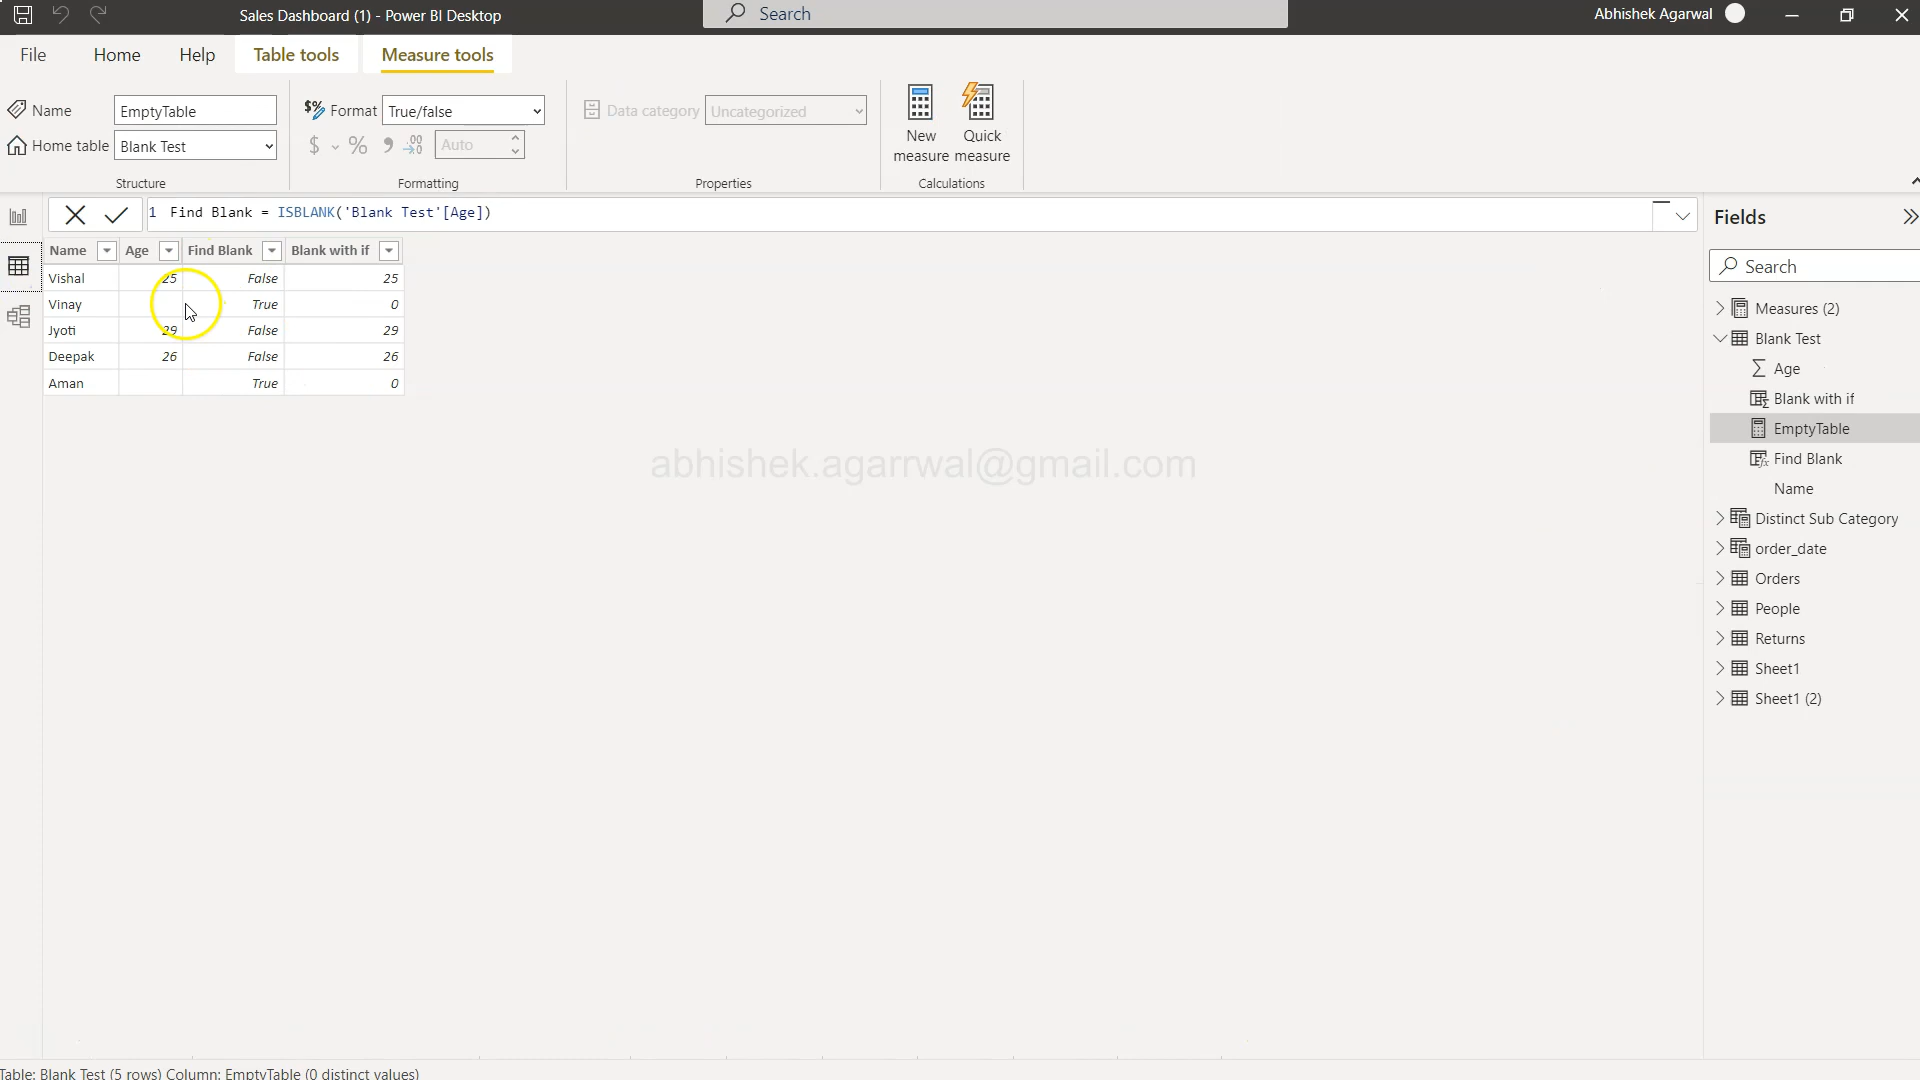 Sales Dashboard (1) - Power BI Desktop
Search
Abhishek Agarwal
File Home Help Table tools Measure tools
Name EmptyTable
Format True/false
Data category Uncategorized
Home table Blank Test
$ % Auto
New measure
Quick measure
Structure Formatting Properties Calculations
1 Find Blank = ISBLANK('Blank Test'[Age])
Name Age Find Blank Blank with if
Vishal 25 False 25
Vinay True 0
Jyoti 29 False 29
Deepak 26 False 26
Aman True 0
abhishek.agarrwal@gmail.com
Fields
Search
Measures (2)
Blank Test
Age
Blank with if
EmptyTable
Find Blank
Name
Distinct Sub Category
order_date
Orders
People
Returns
Sheet1
Sheet1 (2)
Table: Blank Test (5 rows) Column: EmptyTable (0 distinct values)